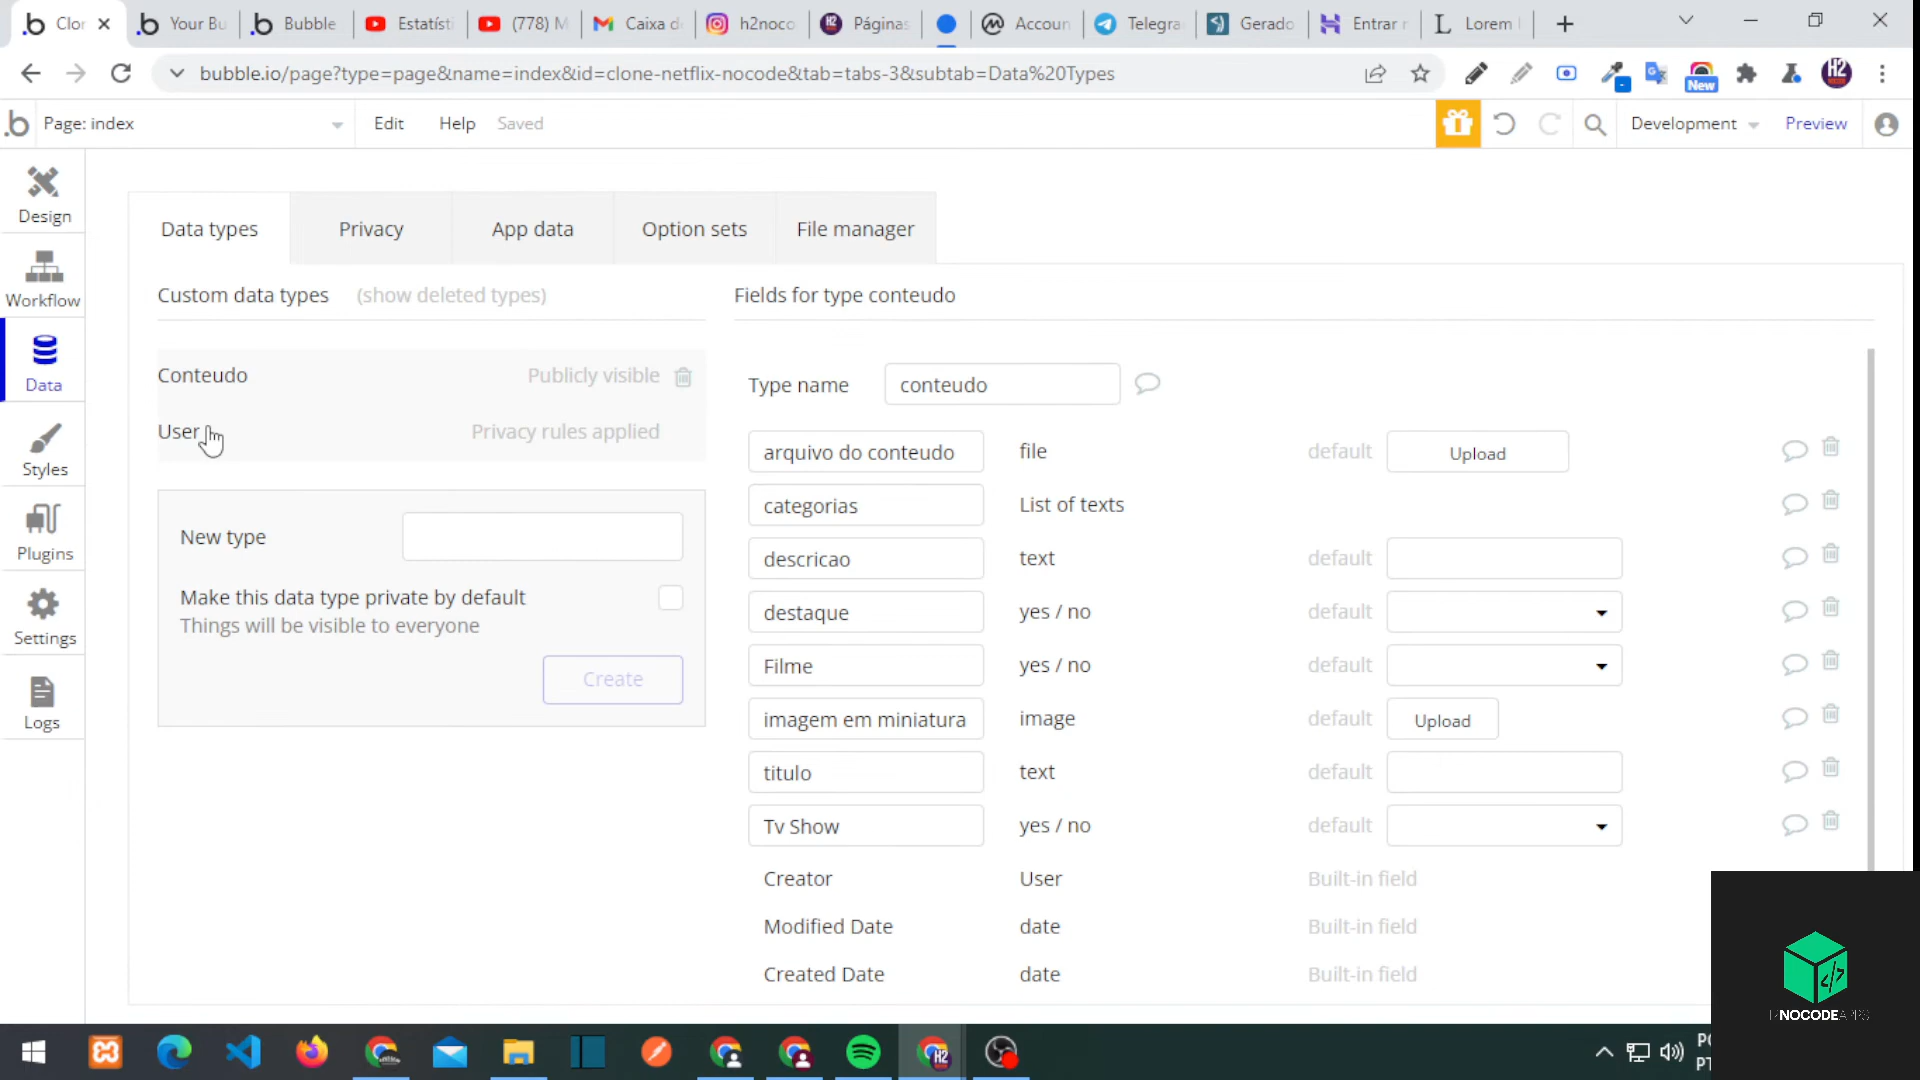 Clon
Your Bu
Bubble
Estatísti
(778) M
Caixa de
h2noco
Páginas
Accoun
Telegra
Gerado
Entrar n
Lorem I
bubble.io/page?type=page&name=index&id=clone-netflix-nocode&tab=tabs-3&subtab=Data%20Types
New
H2
Page: index
Edit
Help
Saved
Development
Preview
Design
Workflow
Data
Styles
Plugins
Settings
Logs
Data types
Privacy
App data
Option sets
File manager
Custom data types (show deleted types)
Conteudo Publicly visible
User Privacy rules applied
New type
Make this data type private by default
Things will be visible to everyone
Create
Fields for type conteudo
Type name conteudo
arquivo do conteudo file default Upload
categorias List of texts
descricao text default
destaque yes / no default
Filme yes / no default
imagem em miniatura image default Upload
titulo text default
Tv Show yes / no default
Creator User Built-in field
Modified Date date Built-in field
Created Date date Built-in field
NOCODE